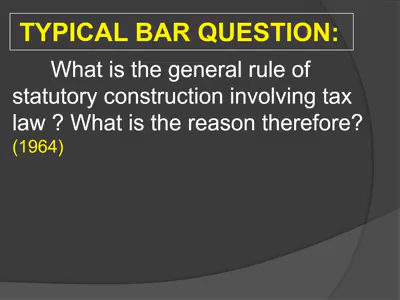 TYPICAL BAR QUESTION:
What is the general rule of
statutory construction involving tax
law ? What is the reason therefore?
(1964)